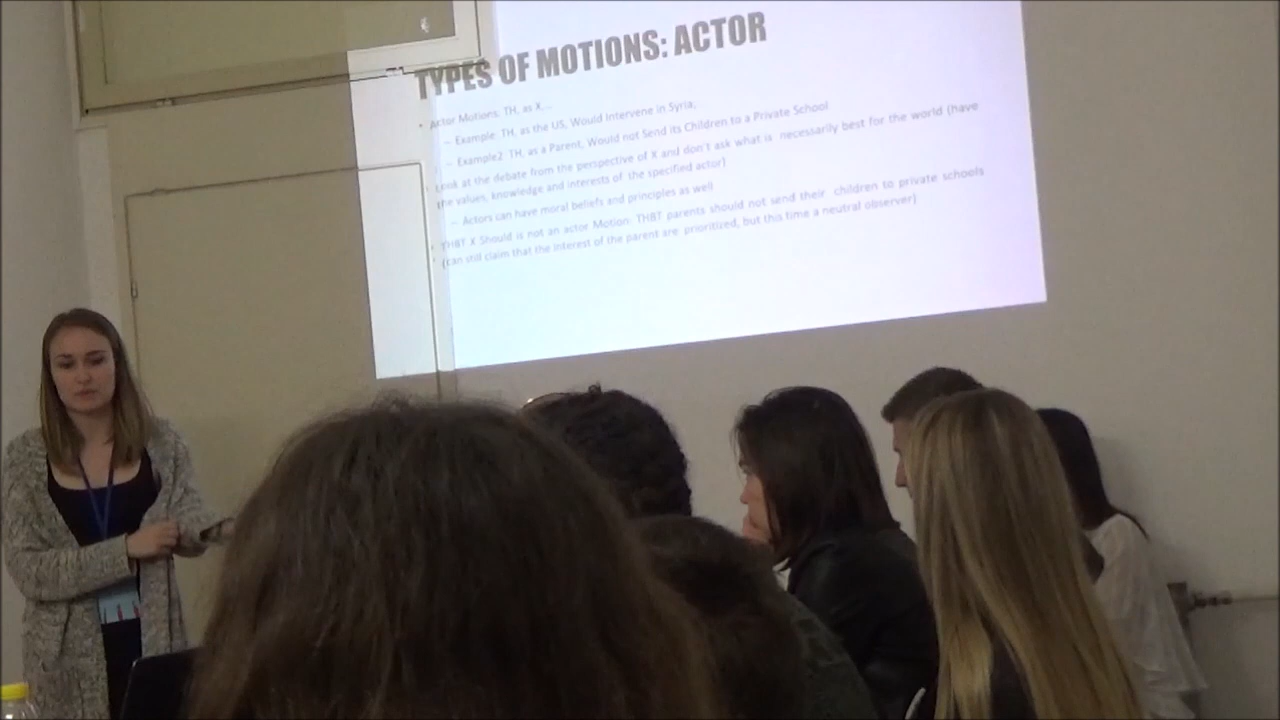 TYPES OF MOTIONS: ACTOR
• Actor Motions: TH, as X...
– Example: TH, as the US, Would Intervene in Syria;
– Example2: TH, as a Parent, Would not Send its Children to a Private School
• Look at the debate from the perspective of X and don't ask what is necessarily best for the world (have
the values, knowledge and interests of the specified actor)
– Actors can have moral beliefs and principles as well
• THBT X Should is not an actor Motion: THBT parents should not send their children to private schools
• (can still claim that the interest of the parent are prioritized, but this time a neutral observer)